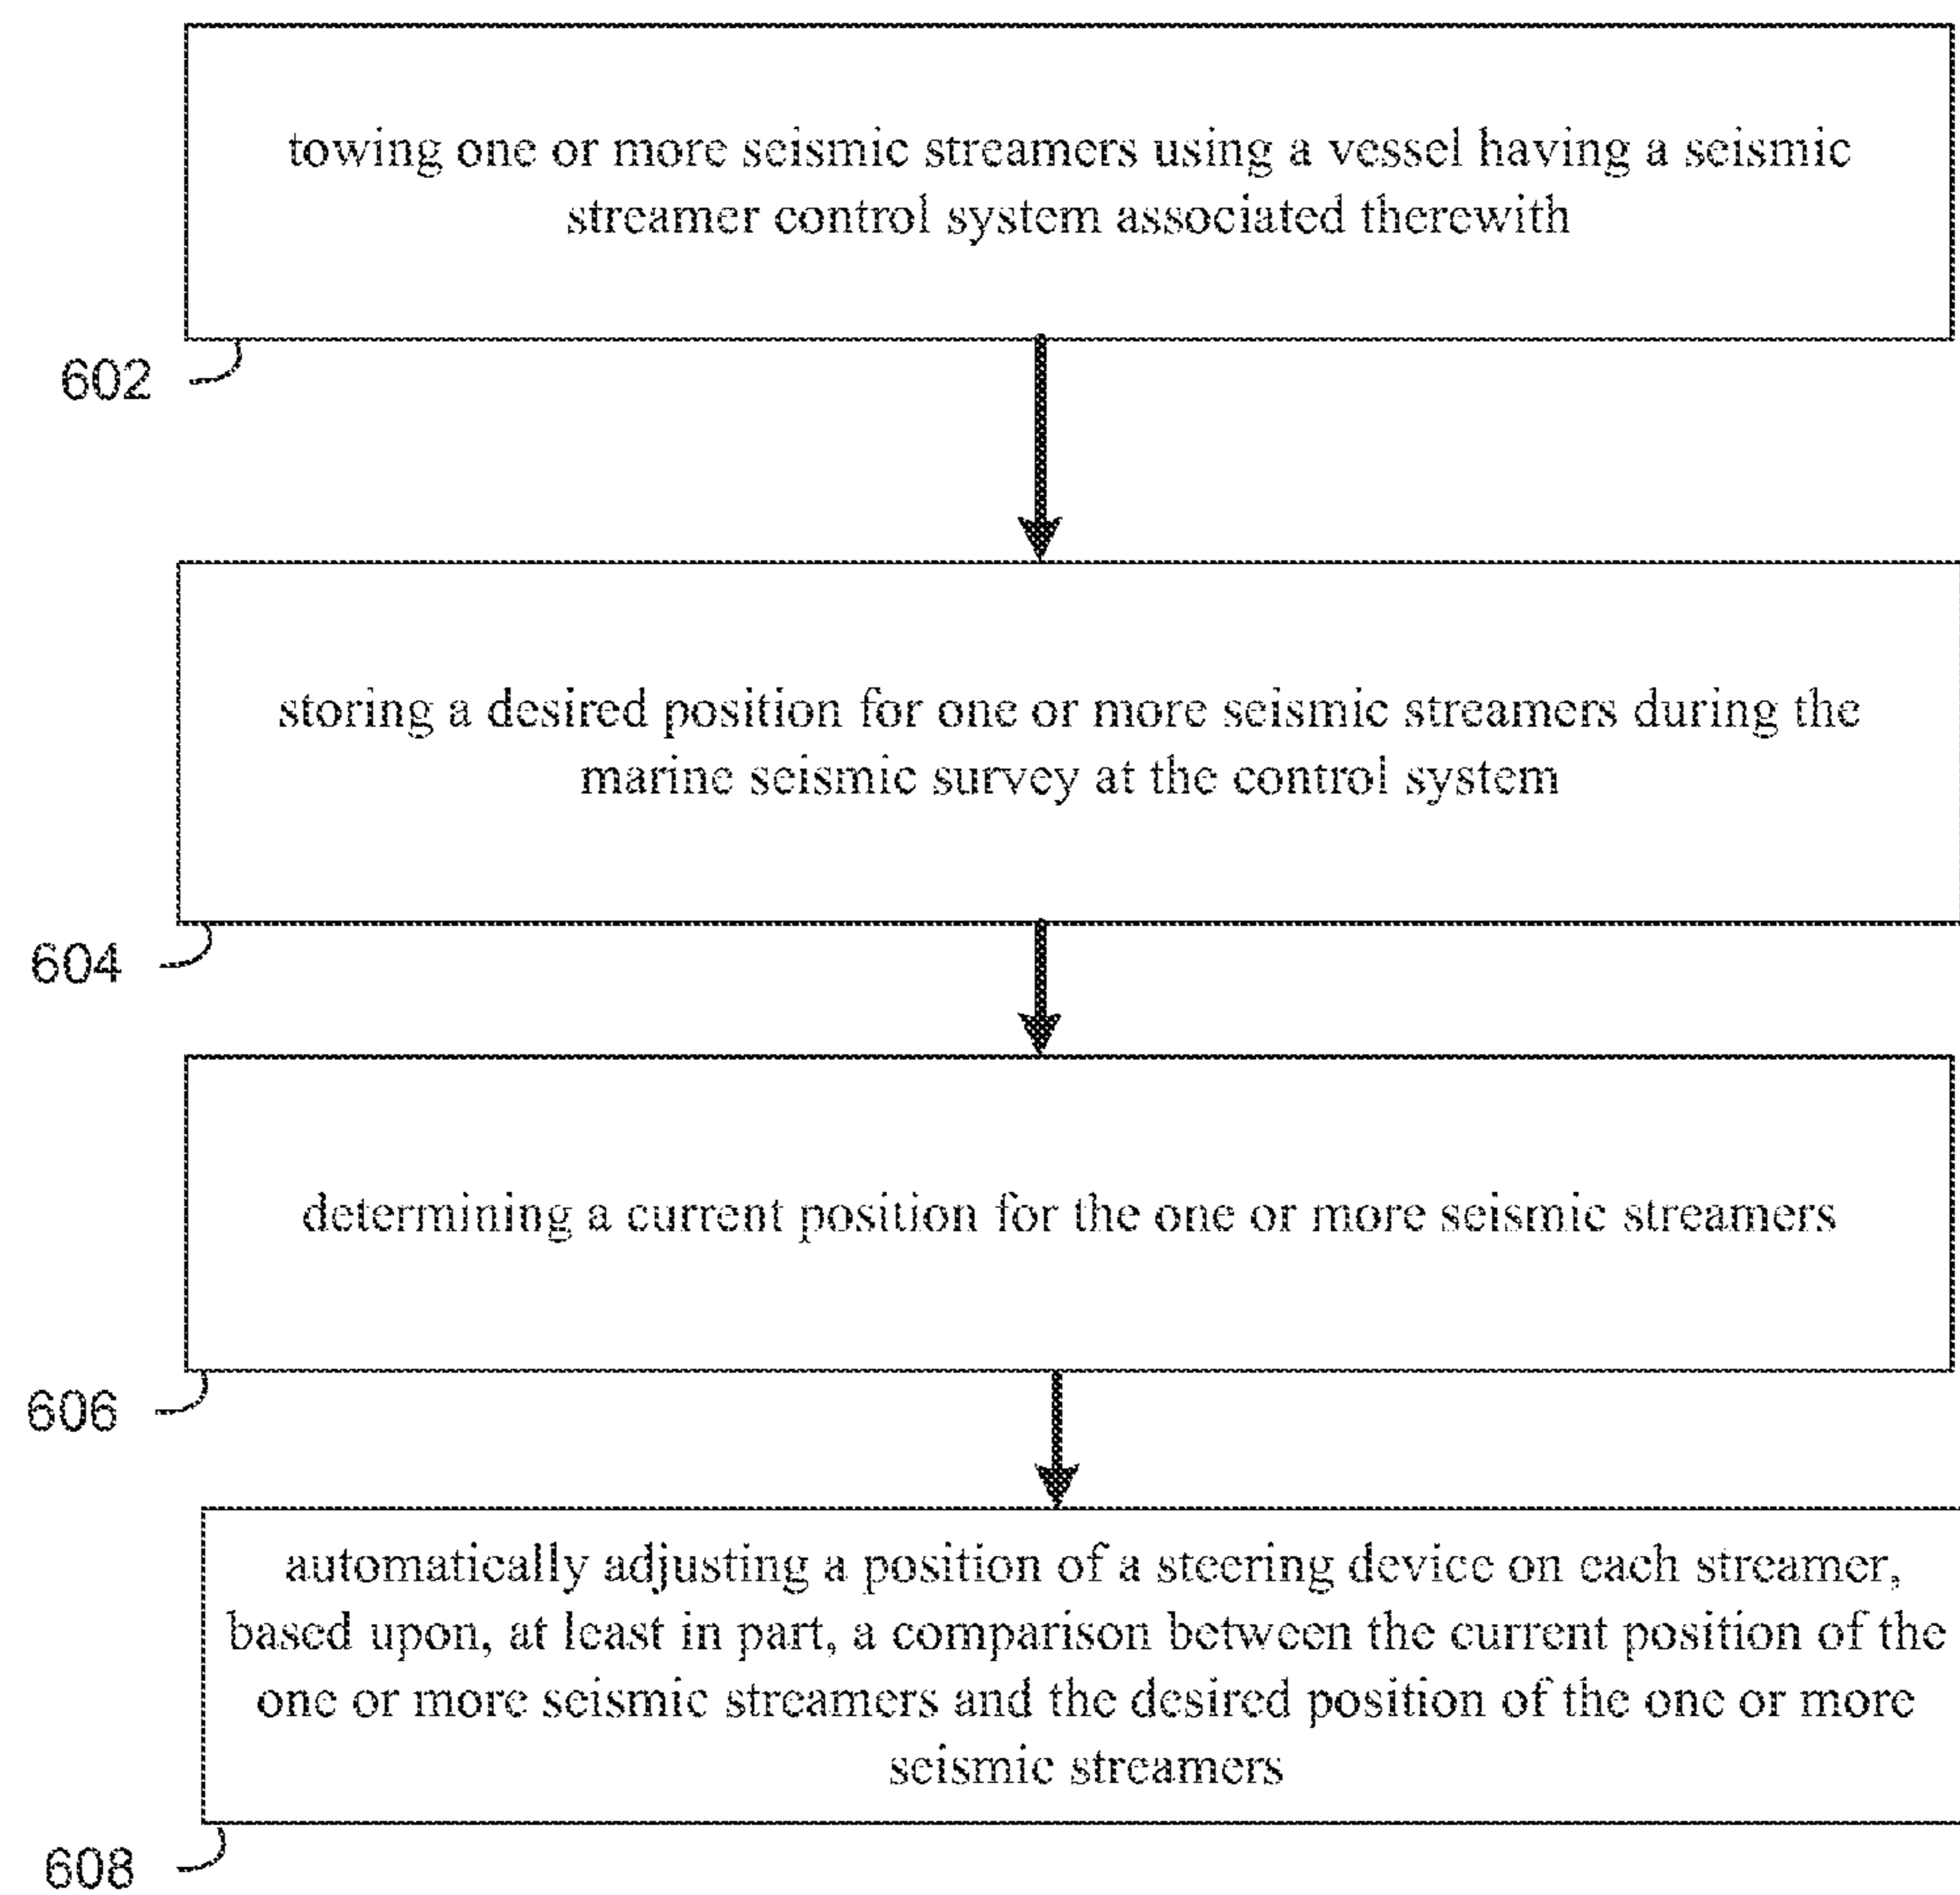 towing one or more seismic streamers using a vessel having a seismic
streamer control system associated therewith
602
storing a desired position for one or more seismic streamers during the
marine seismic survey at the control system
604
determining a current position for the one or more seismic streamers
606
automatically adjusting a position of a steering device on each streamer,
based upon, at least in part, a comparison between the current position of the
one or more seismic streamers and the desired position of the one or more
seismic streamers
608